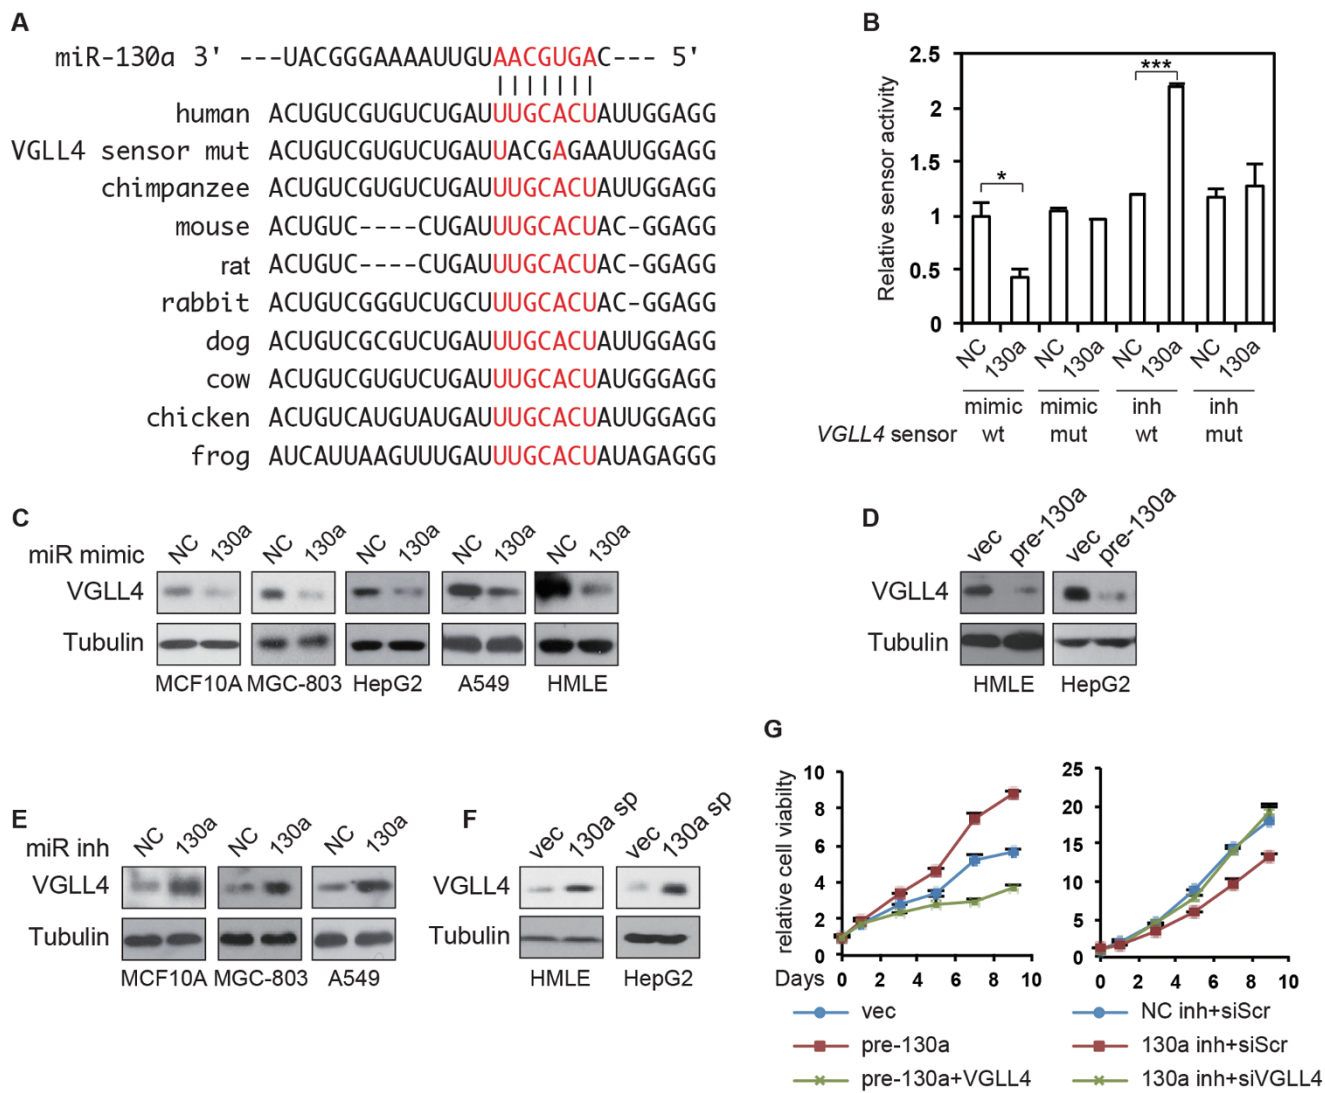 A
miR-130a 3' ---UACGGGAAAAUUGUAACGUGAC--- 5'
human ACUGUCGUGUCUGAUUUGCACUAUUGGAGG
VGLL4 sensor mut ACUGUCGUGUCUGAUUACGAGAAUUGGAGG
chimpanzee ACUGUCGUGUCUGAUUUGCACUAUUGGAGG
mouse ACUGUC----CUGAUUUGCACUAC-GGAGG
rat ACUGUC----CUGAUUUGCACUAC-GGAGG
rabbit ACUGUCGGGUCUGCUUUGCACUAC-GGAGG
dog ACUGUCGCGUCUGAUUUGCACUAUUGGAGG
cow ACUGUCGUGUCUGAUUUGCACUAUGGGAGG
chicken ACUGUCAUGUAUGAUUUGCACUAUUGGAGG
frog AUCAUUAAGUUUGAUUUGCACUAUAGAGGG
B
Relative sensor activity
2.5
2
1.5
1
0.5
0
* ***
NC 130a NC 130a NC 130a NC 130a
mimic mimic inh inh
VGLL4 sensor wt mut wt mut
C
miR mimic NC 130a NC 130a NC 130a NC 130a NC 130a
VGLL4
Tubulin
MCF10A MGC-803 HepG2 A549 HMLE
D
vec pre-130a vec pre-130a
VGLL4
Tubulin
HMLE HepG2
E
miR inh NC 130a NC 130a NC 130a
VGLL4
Tubulin
MCF10A MGC-803 A549
F
vec 130a sp vec 130a sp
VGLL4
Tubulin
HMLE HepG2
G
relative cell viabilty
10
8
6
4
2
0
Days 0 2 4 6 8 10
vec
pre-130a
pre-130a+VGLL4
25
20
15
10
5
0
0 2 4 6 8 10
NC inh+siScr
130a inh+siScr
130a inh+siVGLL4